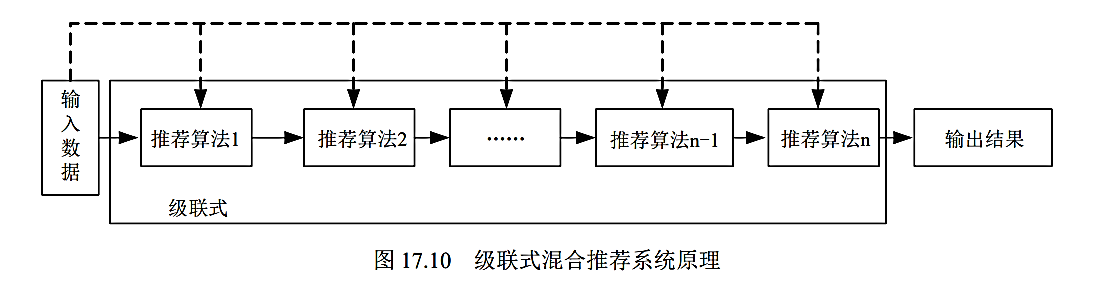 输入数据
推荐算法1
推荐算法2
……
推荐算法n-1
推荐算法n
输出结果
级联式
图 17.10 级联式混合推荐系统原理